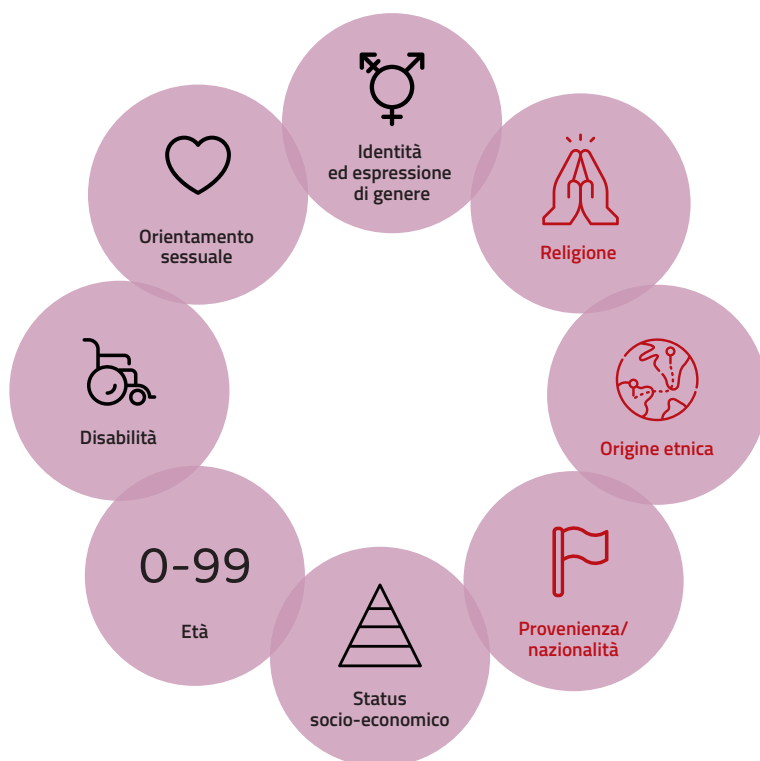 Identità
ed espressione
di genere
Religione
Origine etnica
Provenienza/
nazionalità
Status
socio-economico
0-99
Età
Disabilità
Orientamento
sessuale